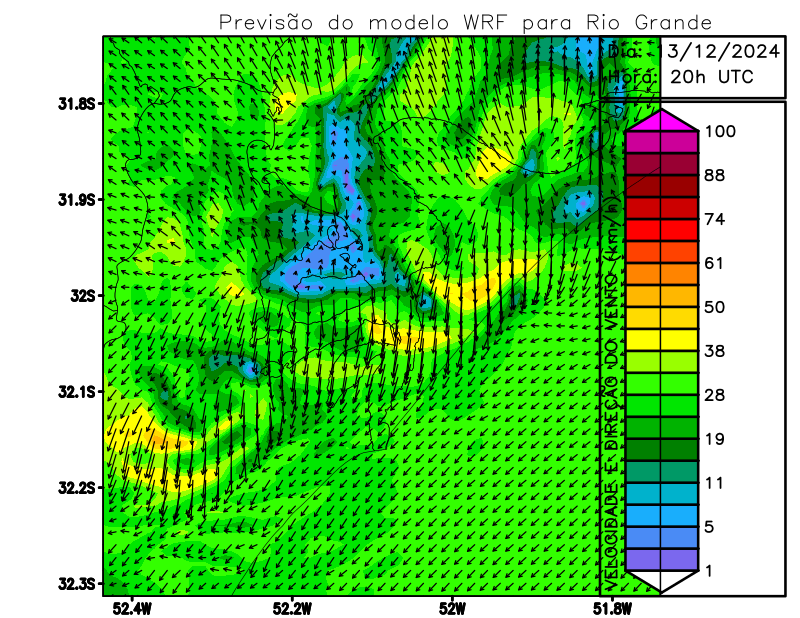 Previsão do modelo WRF para Rio Grande
Dia: 13/12/2024
Hora: 20h UTC
31.8S
31.9S
32S
32.1S
32.2S
32.3S
52.4W
52.2W
52W
51.8W
VELOCIDADE E DIREÇÃO DO VENTO (km/h)
100
88
74
61
50
38
28
19
11
5
1